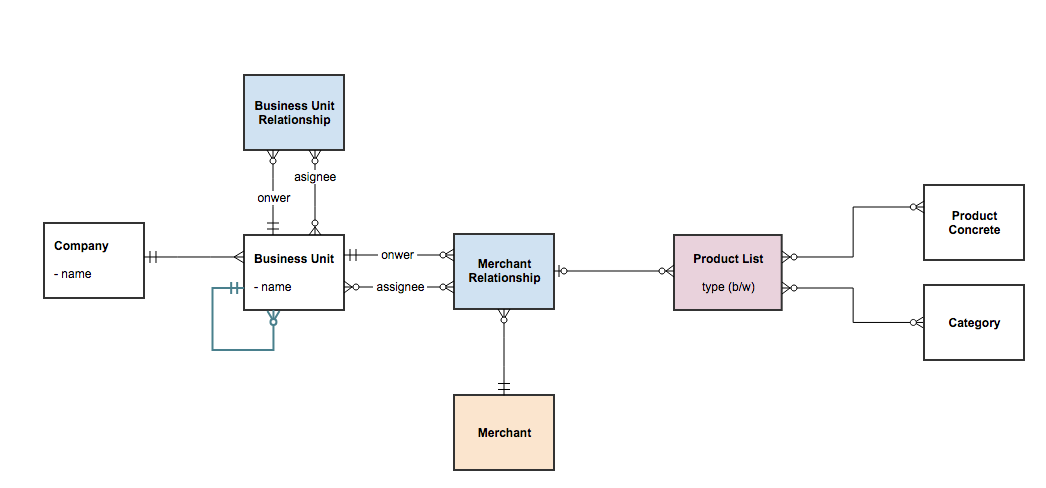 Business Unit
Relationship
asignee
onwer
Company
- name
Business Unit
- name
onwer
assignee
Merchant
Relationship
Product List
type (b/w)
Product
Concrete
Category
Merchant